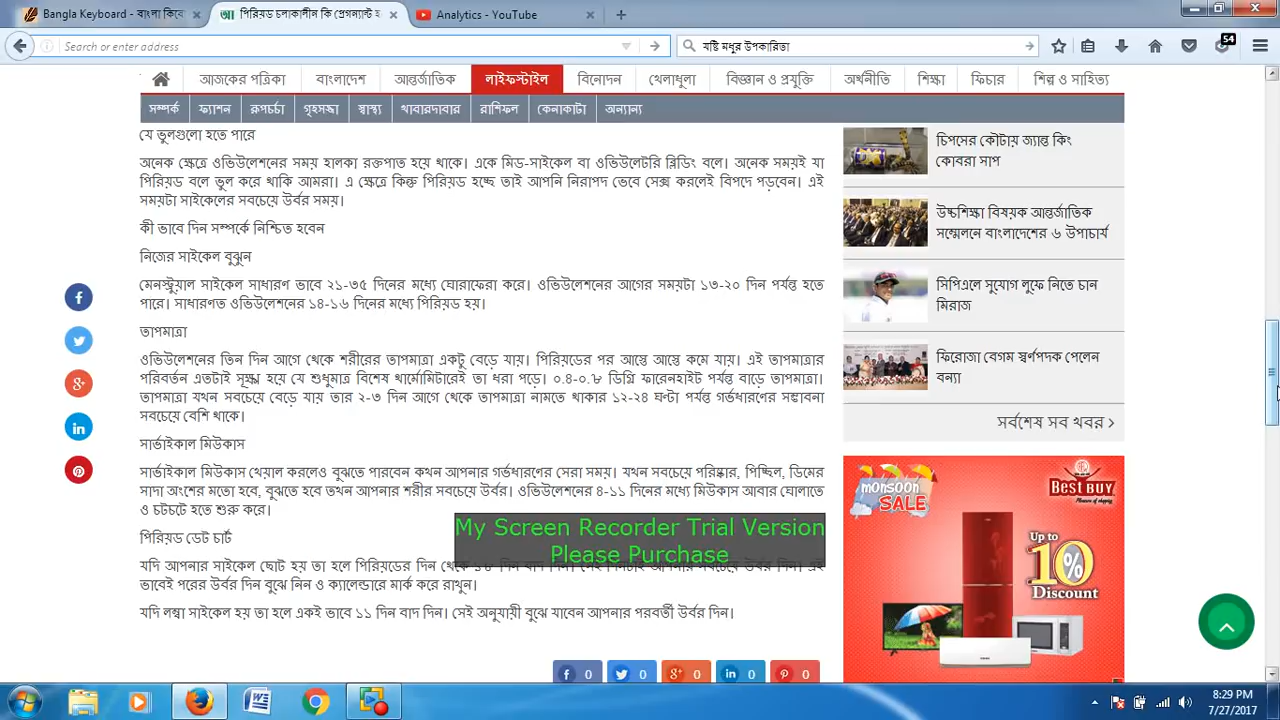 Bangla Keyboard - বাংলা কিবো
পিরিয়ড চলাকালীন কি প্রেগন্যান্ট হ
Analytics - YouTube
Search or enter address
যষ্টি মধুর উপকারিতা
54
আজকের পত্রিকা
বাংলাদেশ
আন্তর্জাতিক
লাইফস্টাইল
বিনোদন
খেলাধুলা
বিজ্ঞান ও প্রযুক্তি
অর্থনীতি
শিক্ষা
ফিচার
শিল্প ও সাহিত্য
সম্পর্ক
ফ্যাশন
রূপচর্চা
গৃহসজ্জা
স্বাস্থ্য
খাবারদাবার
রাশিফল
কেনাকাটা
অন্যান্য
যে ভুলগুলো হতে পারে
অনেক ক্ষেত্রে ওভিউলেশনের সময় হালকা রক্তপাত হয়ে থাকে। একে মিড-সাইকেল বা ওভিউলেটরি ব্লিডিং বলে। অনেক সময়ই যা
পিরিয়ড বলে ভুল করে থাকি আমরা। এ ক্ষেত্রে কিন্তু পিরিয়ড হচ্ছে তাই আপনি নিরাপদ ভেবে সেক্স করলেই বিপদে পড়বেন। এই
সময়টা সাইকেলের সবচেয়ে উর্বর সময়।
কী ভাবে দিন সম্পর্কে নিশ্চিত হবেন
নিজের সাইকেল বুঝুন
মেনস্ট্রুয়াল সাইকেল সাধারণ ভাবে ২১-৩৫ দিনের মধ্যে ঘোরাফেরা করে। ওভিউলেশনের আগের সময়টা ১৩-২০ দিন পর্যন্ত হতে
পারে। সাধারণত ওভিউলেশনের ১৪-১৬ দিনের মধ্যে পিরিয়ড হয়।
তাপমাত্রা
ওভিউলেশনের তিন দিন আগে থেকে শরীরের তাপমাত্রা একটু বেড়ে যায়। পিরিয়ডের পর আস্তে আস্তে কমে যায়। এই তাপমাত্রার
পরিবর্তন এতটাই সূক্ষ্ম হয়ে যে শুধুমাত্র বিশেষ থার্মোমিটারেই তা ধরা পড়ে। ০.৪-০.৮ ডিগ্রি ফারেনহাইট পর্যন্ত বাড়ে তাপমাত্রা।
তাপমাত্রা যখন সবচেয়ে বেড়ে যায় তার ২-৩ দিন আগে থেকে তাপমাত্রা নামতে থাকার ১২-২৪ ঘণ্টা পর্যন্ত গর্ভধারণের সম্ভাবনা
সবচেয়ে বেশি থাকে।
সার্ভাইকাল মিউকাস
সার্ভাইকাল মিউকাস খেয়াল করলেও বুঝতে পারবেন কখন আপনার গর্ভধারণের সেরা সময়। যখন সবচেয়ে পরিষ্কার, পিচ্ছিল, ডিমের
সাদা অংশের মতো হবে, বুঝতে হবে তখন আপনার শরীর সবচেয়ে উর্বর। ওভিউলেশনের ৪-১১ দিনের মধ্যে মিউকাস আবার ঘোলাতে
ও চটচটে হতে শুরু করে।
পিরিয়ড ডেট চার্ট
যদি আপনার সাইকেল ছোট হয় তা হলে পিরিয়ডের দিন থেকে
ভাবেই পরের উর্বর দিন বুঝে নিন ও ক্যালেন্ডারে মার্ক করে রাখুন।
যদি লম্বা সাইকেল হয় তা হলে একই ভাবে ১১ দিন বাদ দিন। সেই অনুযায়ী বুঝে যাবেন আপনার পরবর্তী উর্বর দিন।
My Screen Recorder Trial Version
Please Purchase
চিপসের কৌটায় জ্যান্ত কিং
কোবরা সাপ
উচ্চশিক্ষা বিষয়ক আন্তর্জাতিক
সম্মেলনে বাংলাদেশের ৬ উপাচার্য
সিপিএলে সুযোগ লুফে নিতে চান
মিরাজ
ফিরোজা বেগম স্বর্ণপদক পেলেন
বন্যা
সর্বশেষ সব খবর
MONSOON
SALE
BEST BUY
Up to
10%
Discount
0
0
0
0
0
8:29 PM
7/27/2017